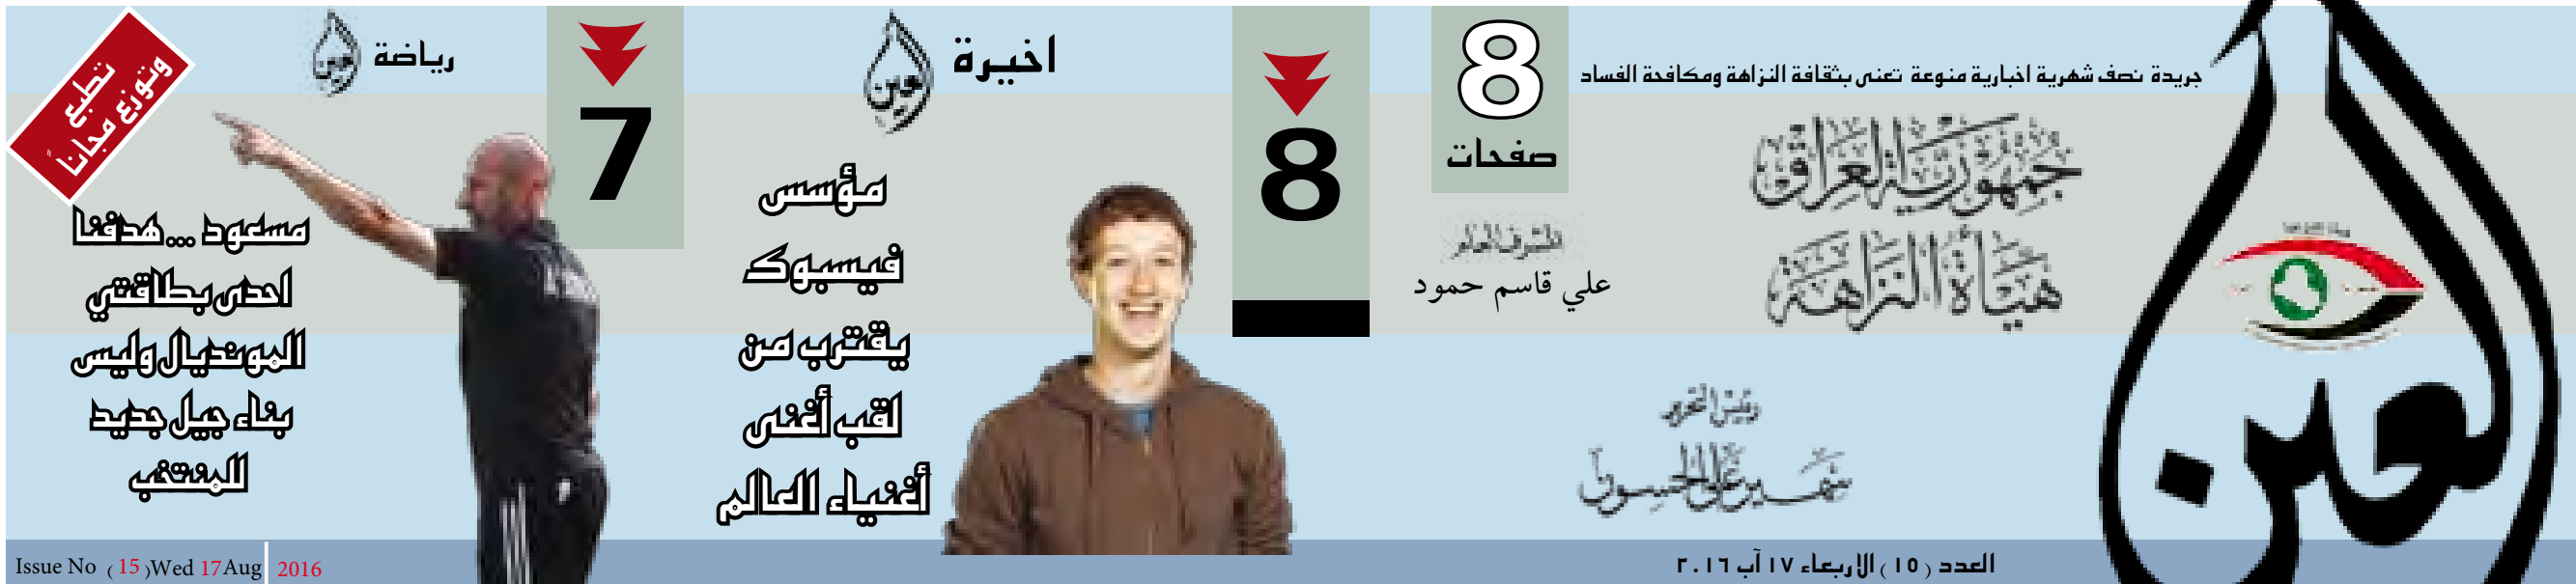 العين
جريدة نصف شهرية اخبارية منوعة تعنى بثقافة النزاهة ومكافحة الفساد
جمهورية العراق
هيأة النزاهة
رئيس التحرير
العدد (١٥) الاربعاء ١٧ آب ٢٠١٦
8
صفحات
المشرف العام
علي قاسم حمود
8
اخيرة
العين
مؤسس
فيسبوك
يقترب من
لقب أغنى
أغنياء العالم
7
رياضة
العين
مسعود ... هدفنا
احدى بطاقتي
المونديال وليس
بناء جيل جديد
للمنتخب
تطبع
وتوزع مجاناً
Issue No (15) Wed 17 Aug 2016